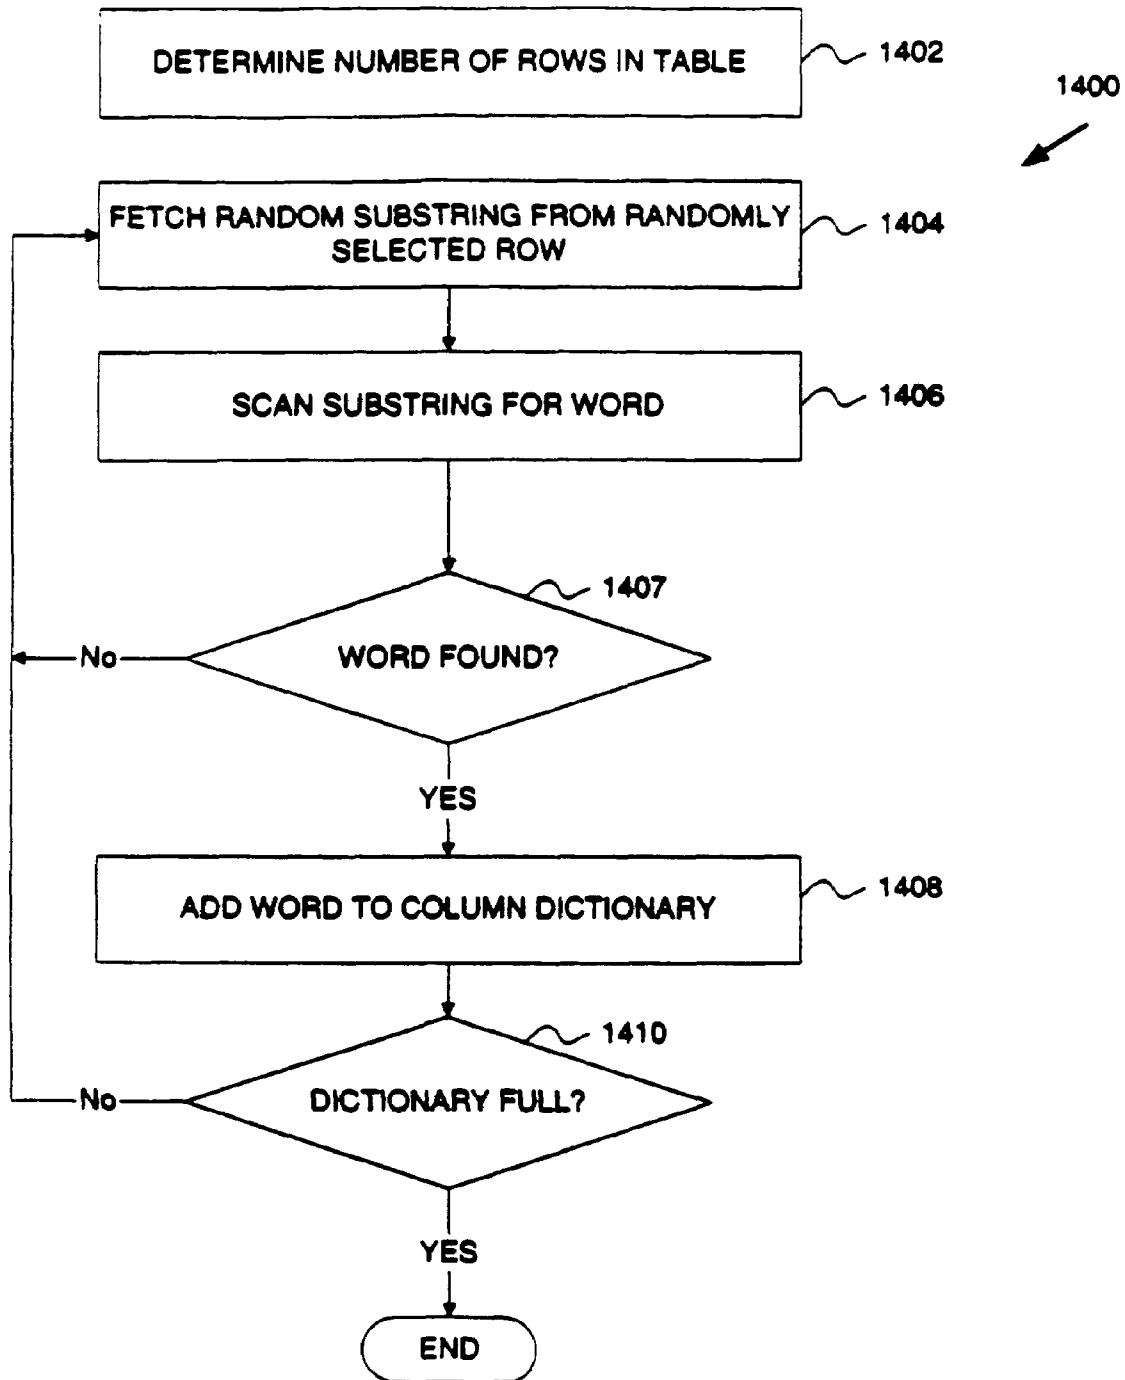 DETERMINE NUMBER OF ROWS IN TABLE
1402
1400
FETCH RANDOM SUBSTRING FROM RANDOMLY
SELECTED ROW
1404
SCAN SUBSTRING FOR WORD
1406
1407
WORD FOUND?
No
YES
ADD WORD TO COLUMN DICTIONARY
1408
1410
DICTIONARY FULL?
No
YES
END